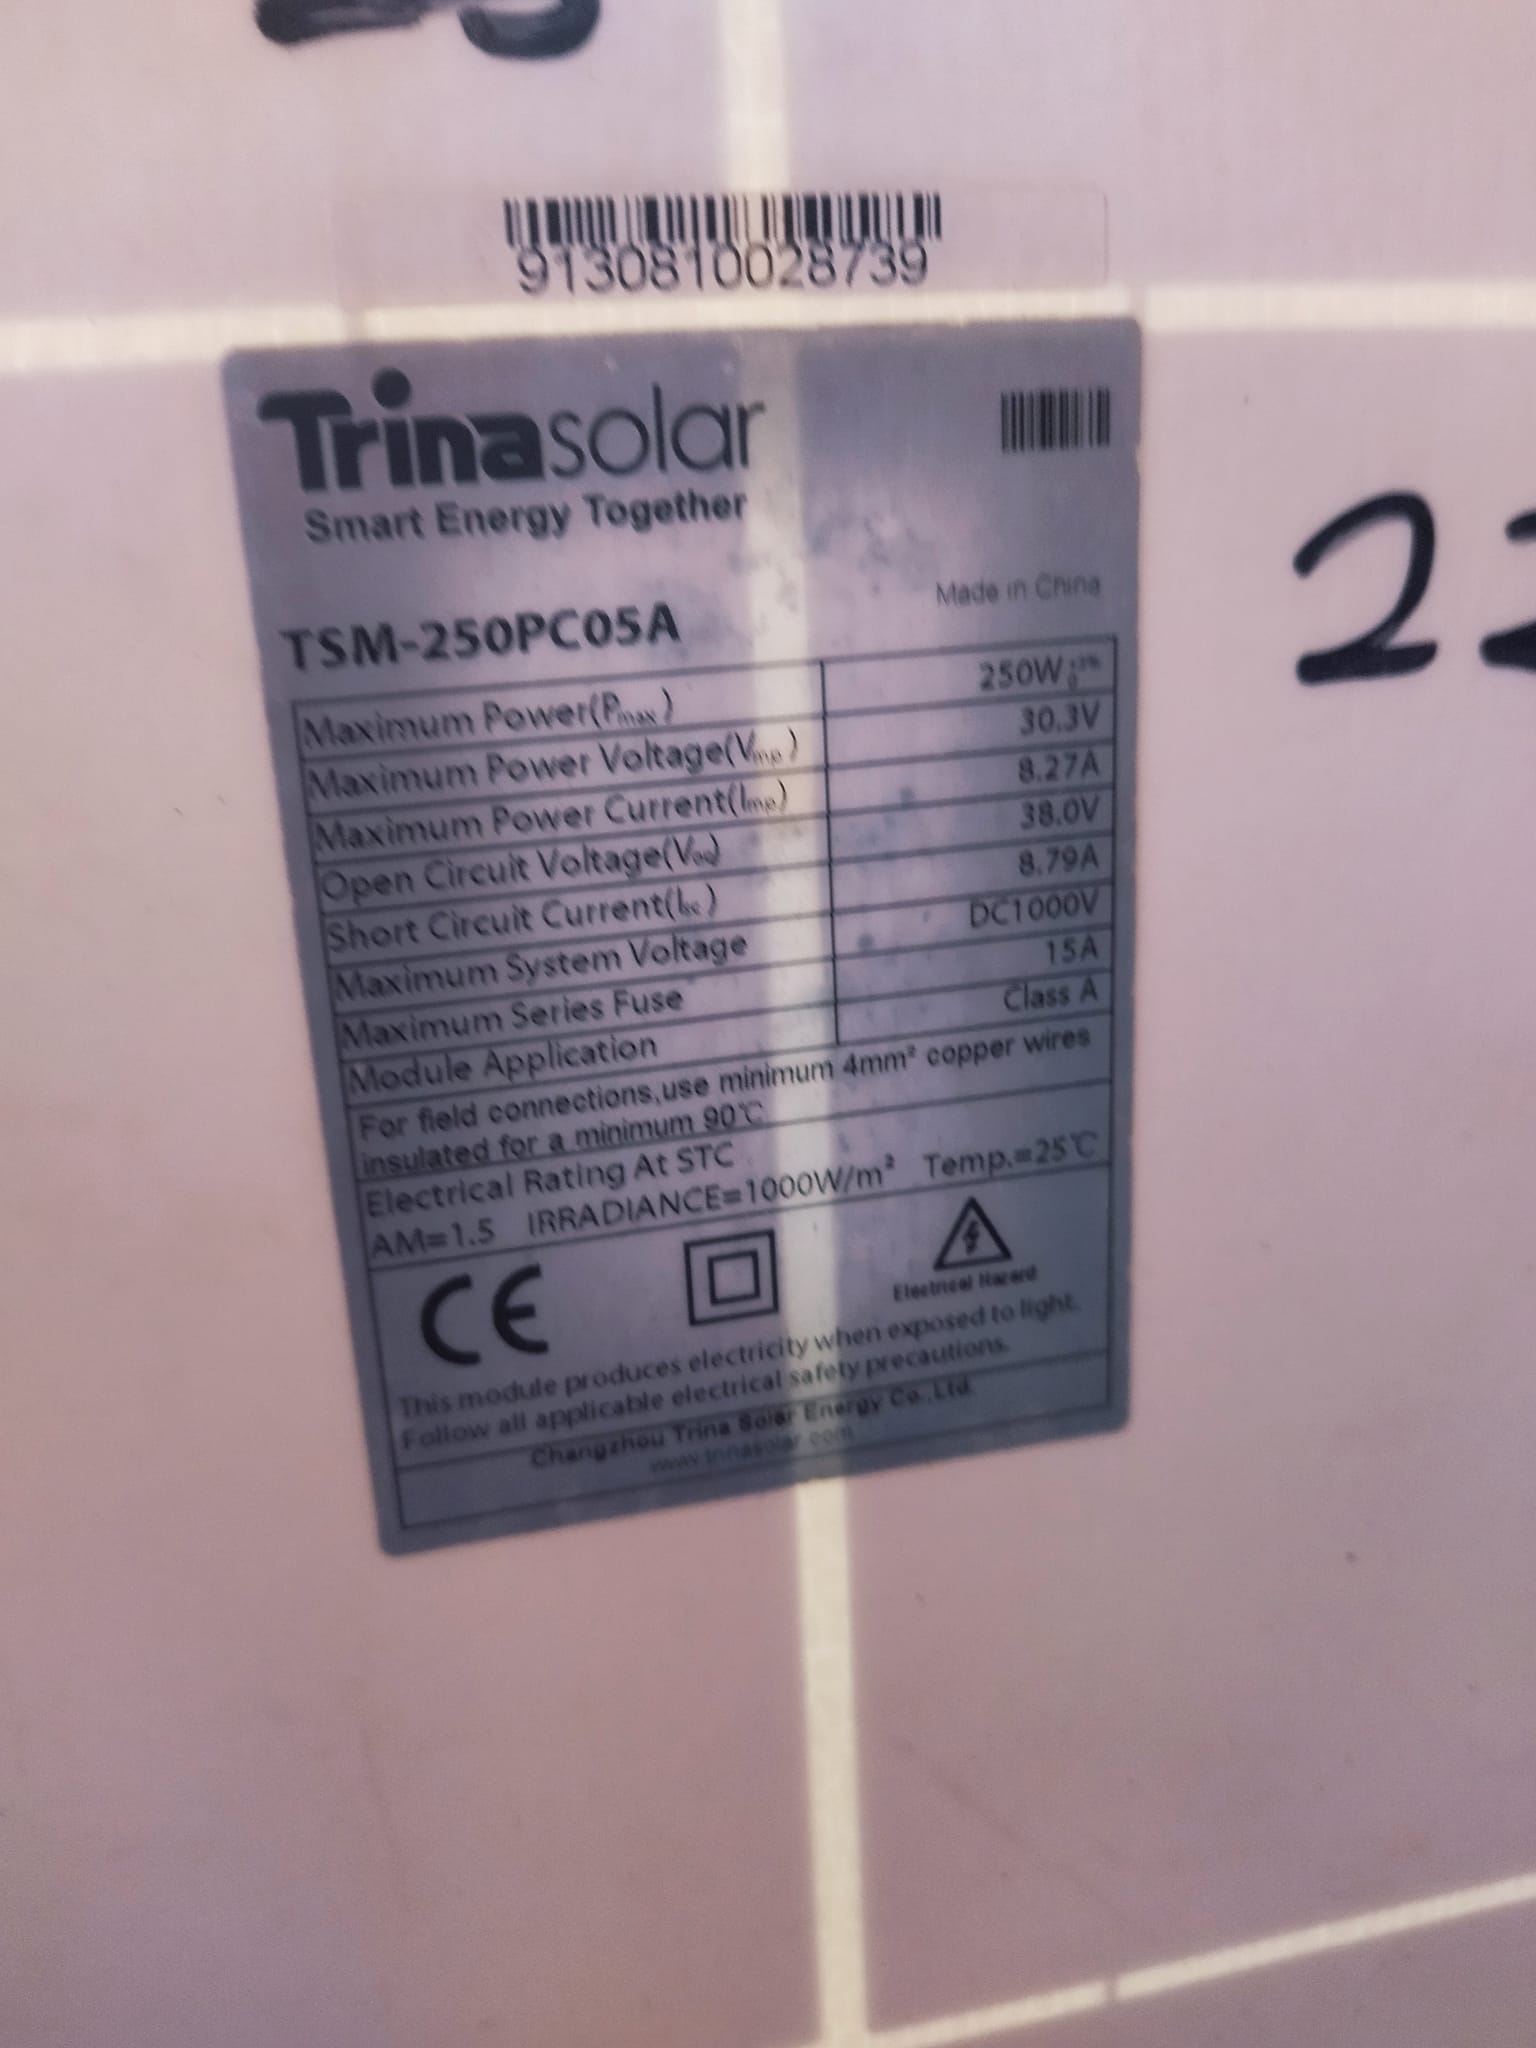 9130810028739
Trinasolar
Smart Energy Together
Made in China
TSM-250PC05A
Maximum Power(Pmax) 250W +3% 0
Maximum Power Voltage(Vmp) 30.3V
Maximum Power Current(Imp) 8.27A
Open Circuit Voltage(Voc) 38.0V
Short Circuit Current(Isc) 8.79A
Maximum System Voltage DC1000V
Maximum Series Fuse 15A
Module Application Class A
For field connections,use minimum 4mm² copper wires
insulated for a minimum 90℃
Electrical Rating At STC
AM=1.5 IRRADIANCE=1000W/m² Temp.=25℃
CE
Electrical Hazard
This module produces electricity when exposed to light.
Follow all applicable electrical safety precautions.
Changzhou Trina Solar Energy Co.,Ltd.
www.trinasolar.com